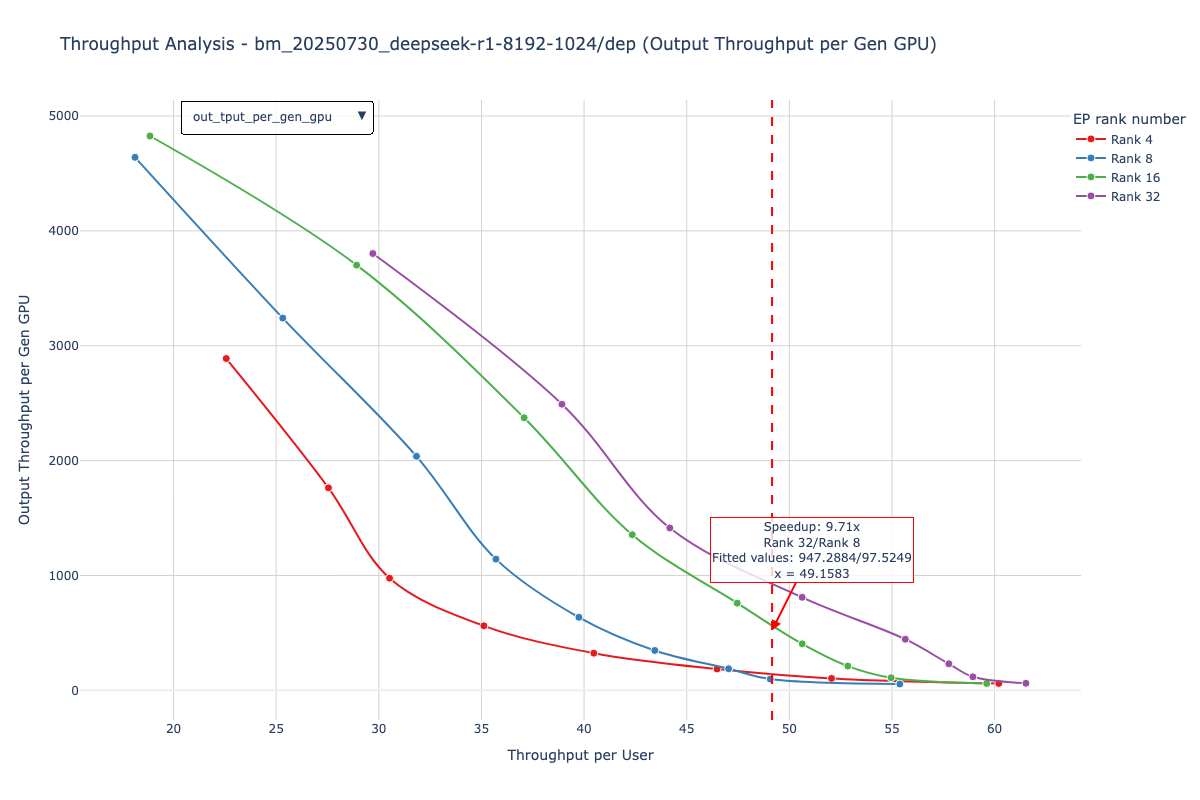 Throughput Analysis - bm_20250730_deepseek-r1-8192-1024/dep (Output Throughput per Gen GPU)
out_tput_per_gen_gpu ▼
EP rank number
Rank 4
Rank 8
Rank 16
Rank 32
Output Throughput per Gen GPU
5000
4000
3000
2000
1000
0
Speedup: 9.71x
Rank 32/Rank 8
Fitted values: 947.2884/97.5249
x = 49.1583
20 25 30 35 40 45 50 55 60
Throughput per User